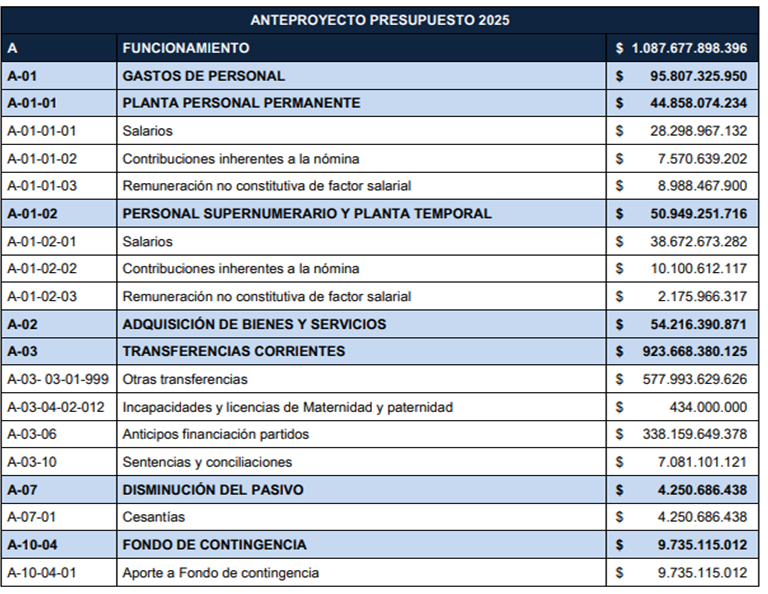 ANTEPROYECTO PRESUPUESTO 2025
A FUNCIONAMIENTO $ 1.087.677.898.396
A-01 GASTOS DE PERSONAL $ 95.807.325.950
A-01-01 PLANTA PERSONAL PERMANENTE $ 44.858.074.234
A-01-01-01 Salarios $ 28.298.967.132
A-01-01-02 Contribuciones inherentes a la nómina $ 7.570.639.202
A-01-01-03 Remuneración no constitutiva de factor salarial $ 8.988.467.900
A-01-02 PERSONAL SUPERNUMERARIO Y PLANTA TEMPORAL $ 50.949.251.716
A-01-02-01 Salarios $ 38.672.673.282
A-01-02-02 Contribuciones inherentes a la nómina $ 10.100.612.117
A-01-02-03 Remuneración no constitutiva de factor salarial $ 2.175.966.317
A-02 ADQUISICIÓN DE BIENES Y SERVICIOS $ 54.216.390.871
A-03 TRANSFERENCIAS CORRIENTES $ 923.668.380.125
A-03- 03-01-999 Otras transferencias $ 577.993.629.626
A-03-04-02-012 Incapacidades y licencias de Maternidad y paternidad $ 434.000.000
A-03-06 Anticipos financiación partidos $ 338.159.649.378
A-03-10 Sentencias y conciliaciones $ 7.081.101.121
A-07 DISMINUCIÓN DEL PASIVO $ 4.250.686.438
A-07-01 Cesantías $ 4.250.686.438
A-10-04 FONDO DE CONTINGENCIA $ 9.735.115.012
A-10-04-01 Aporte a Fondo de contingencia $ 9.735.115.012